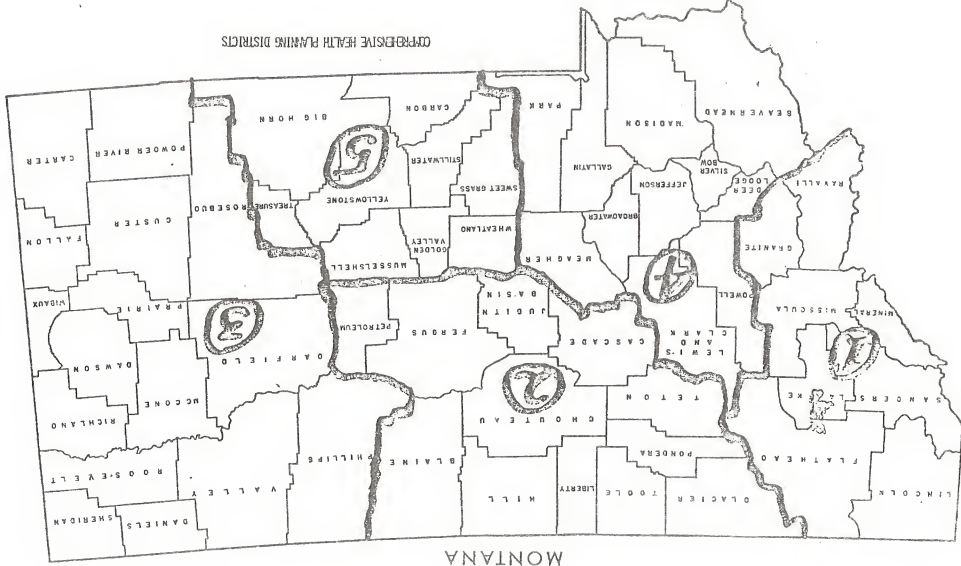 MONTANA
LINCOLN
FLATHEAD
GLACIER
TOOLE
LIBERTY
HILL
BLAINE
PHILLIPS
VALLEY
DANIELS
SHERIDAN
ROOSEVELT
PONDERA
TETON
CHOUTEAU
SANDERS
LAKE
RICHLAND
MCCONE
DAWSON
1
2
3
MINERAL
MISSOULA
POWELL
LEWIS
AND
CLARK
CASCADE
JUDITH
BASIN
FERGUS
PETROLEUM
GARFIELD
PRAIRIE
WIBAUX
4
GRANITE
RAVALLI
DEER
LODGE
SILVER
BOW
JEFFERSON
BROADWATER
MEAGHER
WHEATLAND
GOLDEN
VALLEY
MUSSELSHELL
TREASURE
ROSEBUD
CUSTER
FALLON
BEAVERHEAD
MADISON
GALLATIN
PARK
SWEET GRASS
STILLWATER
YELLOWSTONE
5
CARBON
BIG HORN
POWDER RIVER
CARTER
COMPREHENSIVE HEALTH PLANNING DISTRICTS